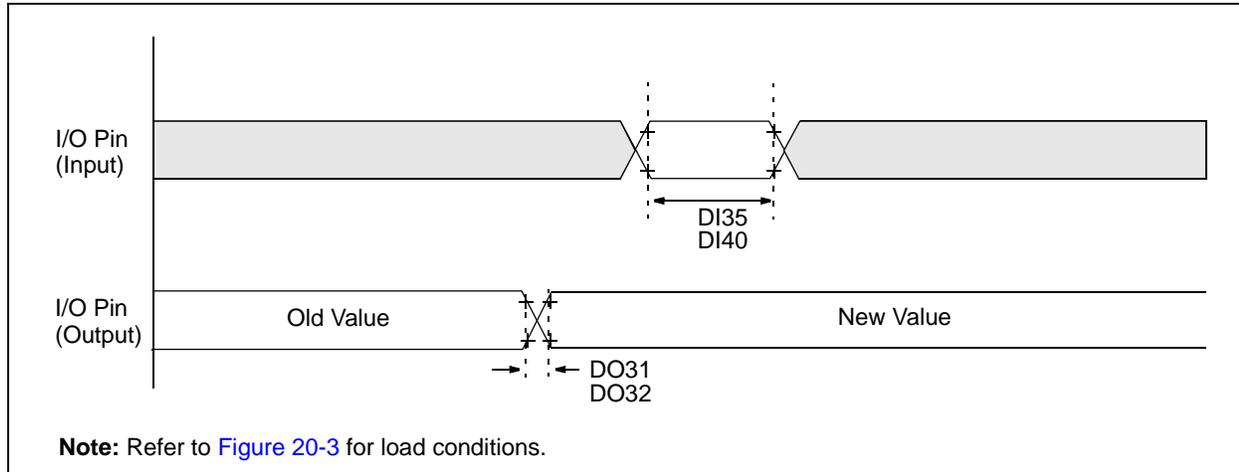 I/O Pin
(Input)
DI35
DI40
I/O Pin
(Output)
Old Value
New Value
DO31
DO32
Note: Refer to Figure 20-3 for load conditions.